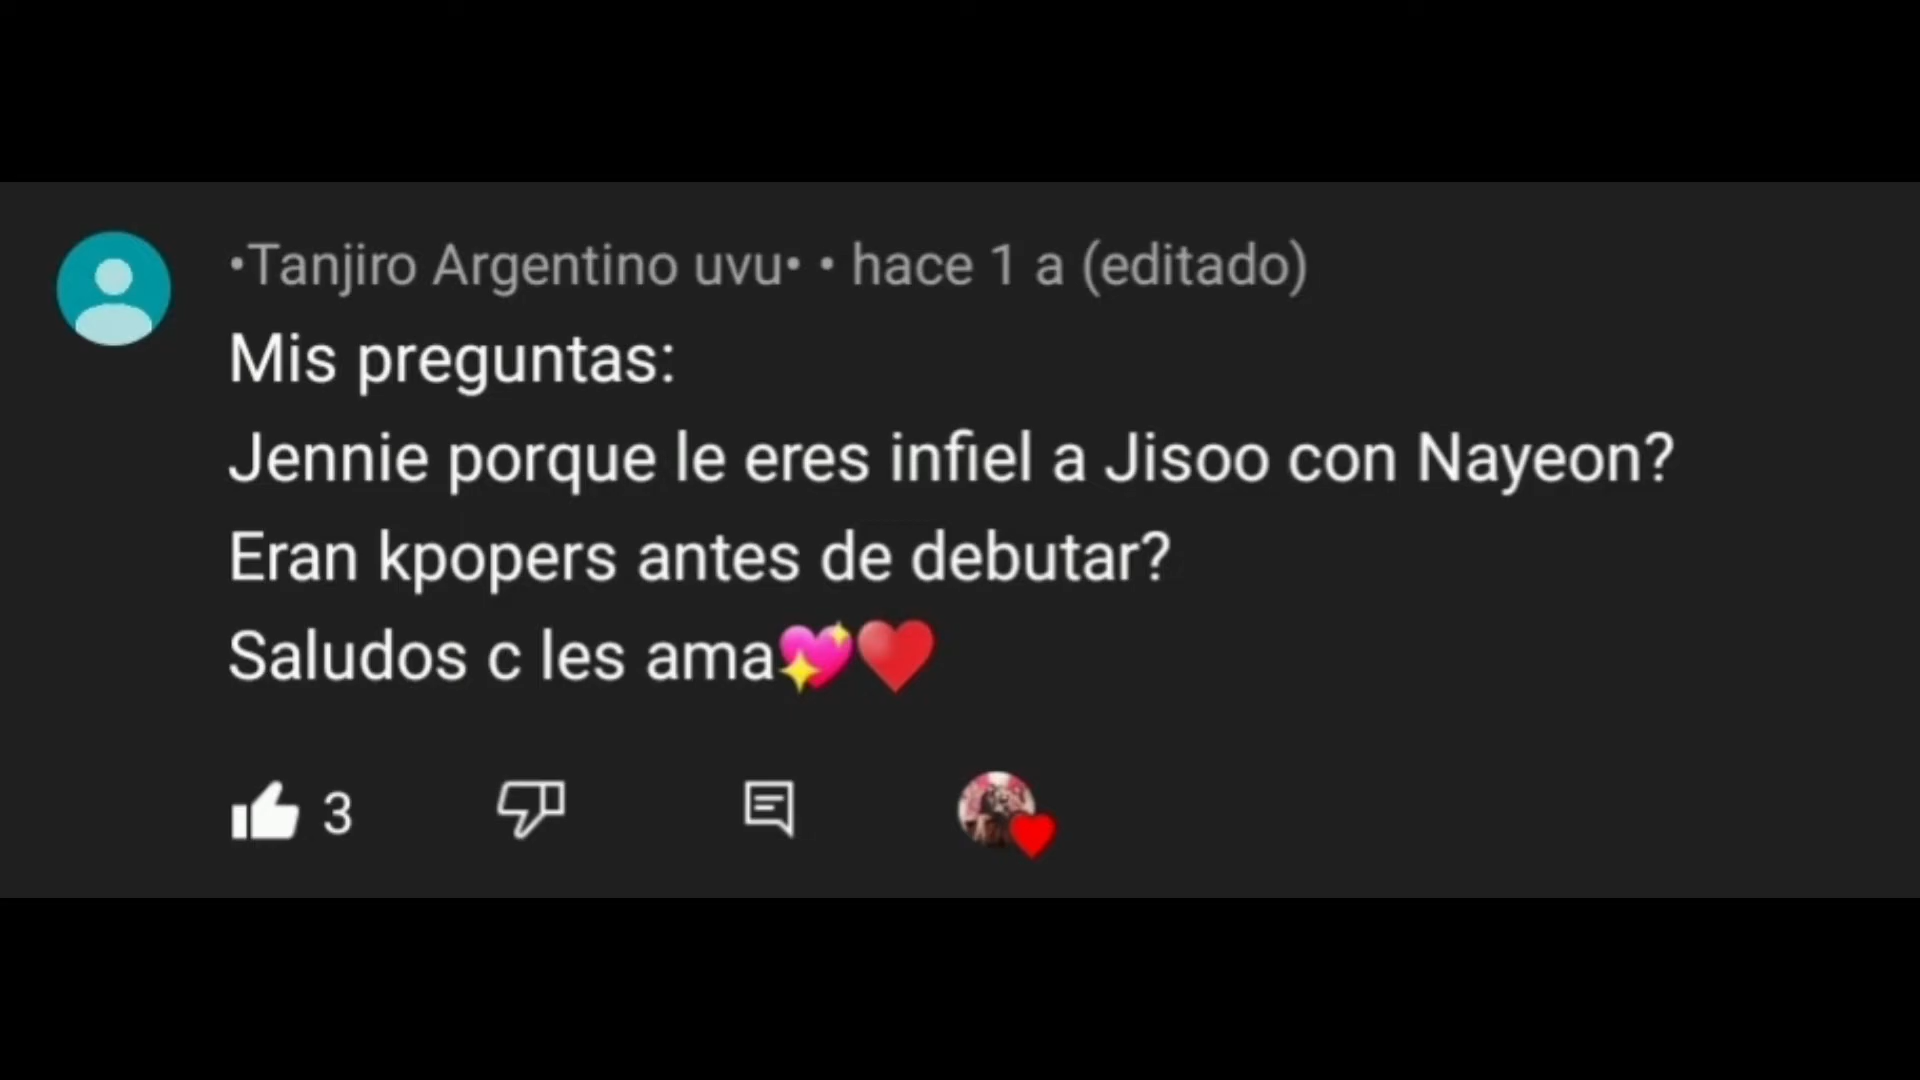 •Tanjiro Argentino uvu• • hace 1 a (editado)
Mis preguntas:
Jennie porque le eres infiel a Jisoo con Nayeon?
Eran kpopers antes de debutar?
Saludos c les ama💖♥️
3